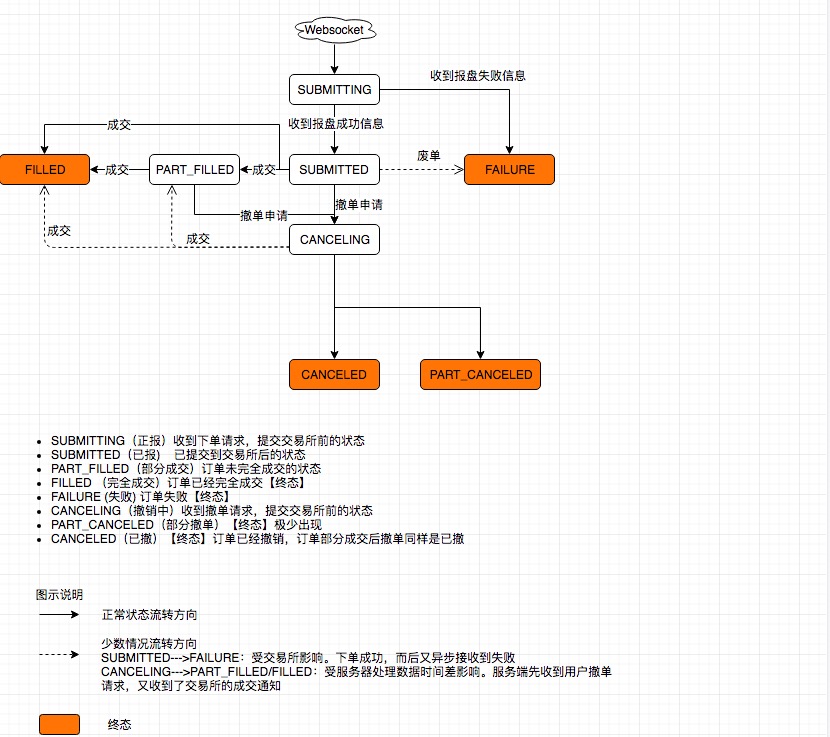 Websocket
SUBMITTING
收到报盘失败信息
收到报盘成功信息
成交
FILLED
成交
PART_FILLED
成交
SUBMITTED
废单
FAILURE
撤单申请
撤单申请
成交
成交
CANCELING
CANCELED
PART_CANCELED
• SUBMITTING（正报）收到下单请求，提交交易所前的状态
• SUBMITTED（已报） 已提交到交易所后的状态
• PART_FILLED（部分成交）订单未完全成交的状态
• FILLED （完全成交）订单已经完全成交【终态】
• FAILURE (失败) 订单失败【终态】
• CANCELING（撤销中）收到撤单请求，提交交易所前的状态
• PART_CANCELED（部分撤单）【终态】极少出现
• CANCELED（已撤）【终态】订单已经撤销，订单部分成交后撤单同样是已撤
图示说明
正常状态流转方向
少数情况流转方向
SUBMITTED--->FAILURE：受交易所影响。下单成功，而后又异步接收到失败
CANCELING--->PART_FILLED/FILLED：受服务器处理数据时间差影响。服务端先收到用户撤单
请求，又收到了交易所的成交通知
终态